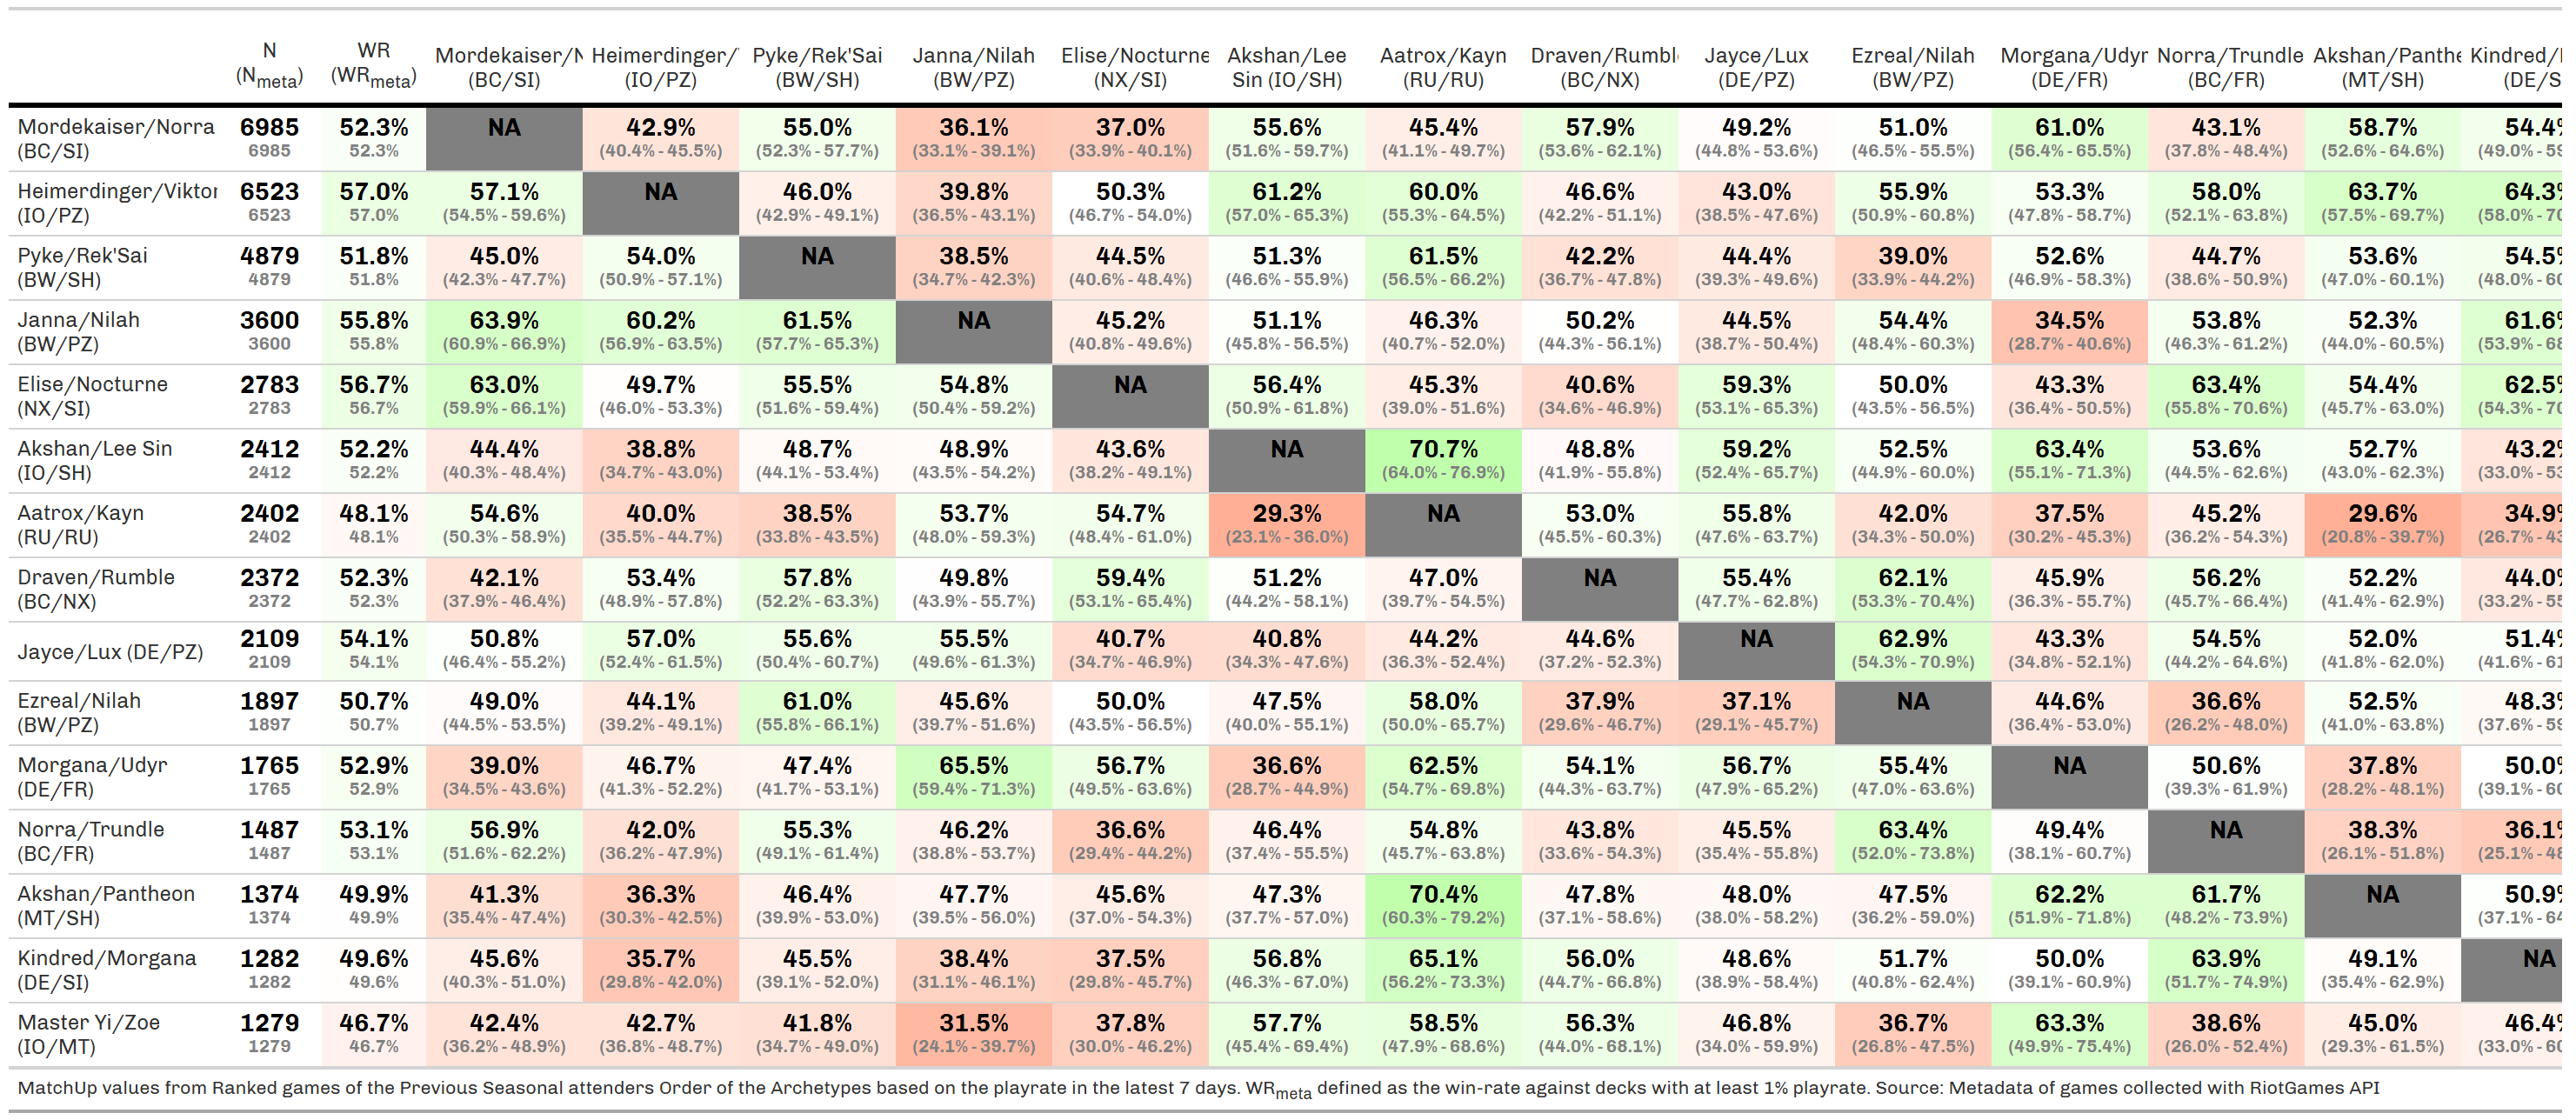 N WR Mordekaiser/N Heimerdinger/ Pyke/Rek'Sai Janna/Nilah Elise/Nocturne Akshan/Lee Aatrox/Kayn Draven/Rumbl Jayce/Lux Ezreal/Nilah Morgana/Udyr Norra/Trundle Akshan/Panthe Kindred/
(Nmeta) (WRmeta) (BC/SI) (IO/PZ) (BW/SH) (BW/PZ) (NX/SI) Sin (IO/SH) (RU/RU) (BC/NX) (DE/PZ) (BW/PZ) (DE/FR) (BC/FR) (MT/SH) (DE/S
Mordekaiser/Norra 6985 52.3% NA 42.9% 55.0% 36.1% 37.0% 55.6% 45.4% 57.9% 49.2% 51.0% 61.0% 43.1% 58.7% 54.4%
(BC/SI) 6985 52.3% (40.4% - 45.5%) (52.3% - 57.7%) (33.1% - 39.1%) (33.9% - 40.1%) (51.6% - 59.7%) (41.1% - 49.7%) (53.6% - 62.1%) (44.8% - 53.6%) (46.5% - 55.5%) (56.4% - 65.5%) (37.8% - 48.4%) (52.6% - 64.6%) (49.0% - 59
Heimerdinger/Viktor 6523 57.0% 57.1% NA 46.0% 39.8% 50.3% 61.2% 60.0% 46.6% 43.0% 55.9% 53.3% 58.0% 63.7% 64.3%
(IO/PZ) 6523 57.0% (54.5% - 59.6%) (42.9% - 49.1%) (36.5% - 43.1%) (46.7% - 54.0%) (57.0% - 65.3%) (55.3% - 64.5%) (42.2% - 51.1%) (38.5% - 47.6%) (50.9% - 60.8%) (47.8% - 58.7%) (52.1% - 63.8%) (57.5% - 69.7%) (58.0% - 70
Pyke/Rek'Sai 4879 51.8% 45.0% 54.0% NA 38.5% 44.5% 51.3% 61.5% 42.2% 44.4% 39.0% 52.6% 44.7% 53.6% 54.5%
(BW/SH) 4879 51.8% (42.3% - 47.7%) (50.9% - 57.1%) (34.7% - 42.3%) (40.6% - 48.4%) (46.6% - 55.9%) (56.5% - 66.2%) (36.7% - 47.8%) (39.3% - 49.6%) (33.9% - 44.2%) (46.9% - 58.3%) (38.6% - 50.9%) (47.0% - 60.1%) (48.0% - 60
Janna/Nilah 3600 55.8% 63.9% 60.2% 61.5% NA 45.2% 51.1% 46.3% 50.2% 44.5% 54.4% 34.5% 53.8% 52.3% 61.6%
(BW/PZ) 3600 55.8% (60.9% - 66.9%) (56.9% - 63.5%) (57.7% - 65.3%) (40.8% - 49.6%) (45.8% - 56.5%) (40.7% - 52.0%) (44.3% - 56.1%) (38.7% - 50.4%) (48.4% - 60.3%) (28.7% - 40.6%) (46.3% - 61.2%) (44.0% - 60.5%) (53.9% - 68
Elise/Nocturne 2783 56.7% 63.0% 49.7% 55.5% 54.8% NA 56.4% 45.3% 40.6% 59.3% 50.0% 43.3% 63.4% 54.4% 62.5%
(NX/SI) 2783 56.7% (59.9% - 66.1%) (46.0% - 53.3%) (51.6% - 59.4%) (50.4% - 59.2%) (50.9% - 61.8%) (39.0% - 51.6%) (34.6% - 46.9%) (53.1% - 65.3%) (43.5% - 56.5%) (36.4% - 50.5%) (55.8% - 70.6%) (45.7% - 63.0%) (54.3% - 70
Akshan/Lee Sin 2412 52.2% 44.4% 38.8% 48.7% 48.9% 43.6% NA 70.7% 48.8% 59.2% 52.5% 63.4% 53.6% 52.7% 43.2%
(IO/SH) 2412 52.2% (40.3% - 48.4%) (34.7% - 43.0%) (44.1% - 53.4%) (43.5% - 54.2%) (38.2% - 49.1%) (64.0% - 76.9%) (41.9% - 55.8%) (52.4% - 65.7%) (44.9% - 60.0%) (55.1% - 71.3%) (44.5% - 62.6%) (43.0% - 62.3%) (33.0% - 53
Aatrox/Kayn 2402 48.1% 54.6% 40.0% 38.5% 53.7% 54.7% 29.3% NA 53.0% 55.8% 42.0% 37.5% 45.2% 29.6% 34.9%
(RU/RU) 2402 48.1% (50.3% - 58.9%) (35.5% - 44.7%) (33.8% - 43.5%) (48.0% - 59.3%) (48.4% - 61.0%) (23.1% - 36.0%) (45.5% - 60.3%) (47.6% - 63.7%) (34.3% - 50.0%) (30.2% - 45.3%) (36.2% - 54.3%) (20.8% - 39.7%) (26.7% - 43
Draven/Rumble 2372 52.3% 42.1% 53.4% 57.8% 49.8% 59.4% 51.2% 47.0% NA 55.4% 62.1% 45.9% 56.2% 52.2% 44.0%
(BC/NX) 2372 52.3% (37.9% - 46.4%) (48.9% - 57.8%) (52.2% - 63.3%) (43.9% - 55.7%) (53.1% - 65.4%) (44.2% - 58.1%) (39.7% - 54.5%) (47.7% - 62.8%) (53.3% - 70.4%) (36.3% - 55.7%) (45.7% - 66.4%) (41.4% - 62.9%) (33.2% - 55
Jayce/Lux (DE/PZ) 2109 54.1% 50.8% 57.0% 55.6% 55.5% 40.7% 40.8% 44.2% 44.6% NA 62.9% 43.3% 54.5% 52.0% 51.4%
2109 54.1% (46.4% - 55.2%) (52.4% - 61.5%) (50.4% - 60.7%) (49.6% - 61.3%) (34.7% - 46.9%) (34.3% - 47.6%) (36.3% - 52.4%) (37.2% - 52.3%) (54.3% - 70.9%) (34.8% - 52.1%) (44.2% - 64.6%) (41.8% - 62.0%) (41.6% - 61
Ezreal/Nilah 1897 50.7% 49.0% 44.1% 61.0% 45.6% 50.0% 47.5% 58.0% 37.9% 37.1% NA 44.6% 36.6% 52.5% 48.3%
(BW/PZ) 1897 50.7% (44.5% - 53.5%) (39.2% - 49.1%) (55.8% - 66.1%) (39.7% - 51.6%) (43.5% - 56.5%) (40.0% - 55.1%) (50.0% - 65.7%) (29.6% - 46.7%) (29.1% - 45.7%) (36.4% - 53.0%) (26.2% - 48.0%) (41.0% - 63.8%) (37.6% - 59
Morgana/Udyr 1765 52.9% 39.0% 46.7% 47.4% 65.5% 56.7% 36.6% 62.5% 54.1% 56.7% 55.4% NA 50.6% 37.8% 50.0%
(DE/FR) 1765 52.9% (34.5% - 43.6%) (41.3% - 52.2%) (41.7% - 53.1%) (59.4% - 71.3%) (49.5% - 63.6%) (28.7% - 44.9%) (54.7% - 69.8%) (44.3% - 63.7%) (47.9% - 65.2%) (47.0% - 63.6%) (39.3% - 61.9%) (28.2% - 48.1%) (39.1% - 60
Norra/Trundle 1487 53.1% 56.9% 42.0% 55.3% 46.2% 36.6% 46.4% 54.8% 43.8% 45.5% 63.4% 49.4% NA 38.3% 36.1%
(BC/FR) 1487 53.1% (51.6% - 62.2%) (36.2% - 47.9%) (49.1% - 61.4%) (38.8% - 53.7%) (29.4% - 44.2%) (37.4% - 55.5%) (45.7% - 63.8%) (33.6% - 54.3%) (35.4% - 55.8%) (52.0% - 73.8%) (38.1% - 60.7%) (26.1% - 51.8%) (25.1% - 48
Akshan/Pantheon 1374 49.9% 41.3% 36.3% 46.4% 47.7% 45.6% 47.3% 70.4% 47.8% 48.0% 47.5% 62.2% 61.7% NA 50.9%
(MT/SH) 1374 49.9% (35.4% - 47.4%) (30.3% - 42.5%) (39.9% - 53.0%) (39.5% - 56.0%) (37.0% - 54.3%) (37.7% - 57.0%) (60.3% - 79.2%) (37.1% - 58.6%) (38.0% - 58.2%) (36.2% - 59.0%) (51.9% - 71.8%) (48.2% - 73.9%) (37.1% - 64
Kindred/Morgana 1282 49.6% 45.6% 35.7% 45.5% 38.4% 37.5% 56.8% 65.1% 56.0% 48.6% 51.7% 50.0% 63.9% 49.1% NA
(DE/SI) 1282 49.6% (40.3% - 51.0%) (29.8% - 42.0%) (39.1% - 52.0%) (31.1% - 46.1%) (29.8% - 45.7%) (46.3% - 67.0%) (56.2% - 73.3%) (44.7% - 66.8%) (38.9% - 58.4%) (40.8% - 62.4%) (39.1% - 60.9%) (51.7% - 74.9%) (35.4% - 62.9%)
Master Yi/Zoe 1279 46.7% 42.4% 42.7% 41.8% 31.5% 37.8% 57.7% 58.5% 56.3% 46.8% 36.7% 63.3% 38.6% 45.0% 46.4%
(IO/MT) 1279 46.7% (36.2% - 48.9%) (36.8% - 48.7%) (34.7% - 49.0%) (24.1% - 39.7%) (30.0% - 46.2%) (45.4% - 69.4%) (47.9% - 68.6%) (44.0% - 68.1%) (34.0% - 59.9%) (26.8% - 47.5%) (49.9% - 75.4%) (26.0% - 52.4%) (29.3% - 61.5%) (33.0% - 60
MatchUp values from Ranked games of the Previous Seasonal attenders Order of the Archetypes based on the playrate in the latest 7 days. WRmeta defined as the win-rate against decks with at least 1% playrate. Source: Metadata of games collected with RiotGames API